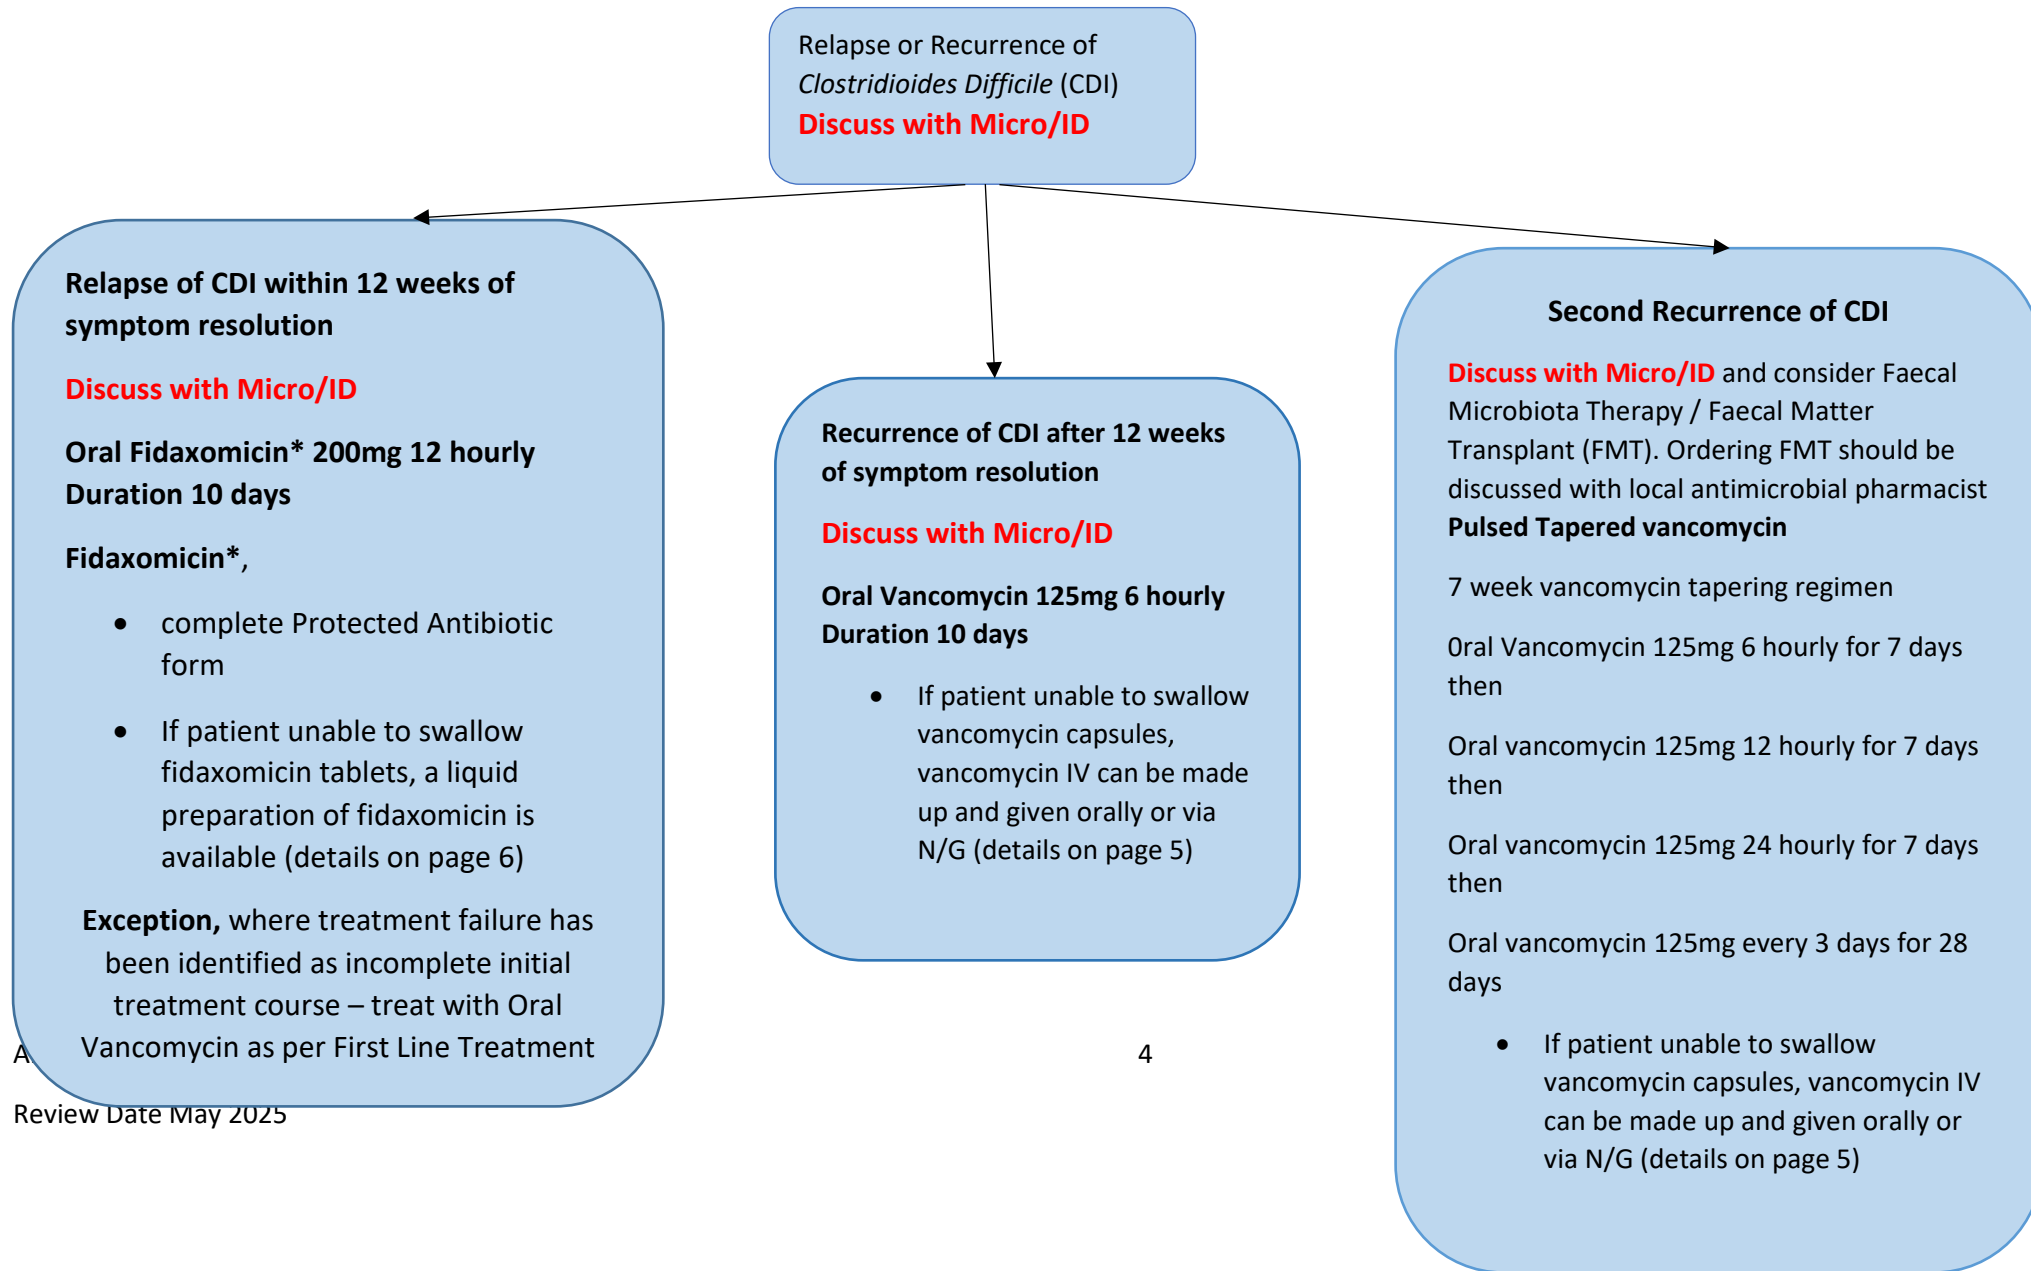 Relapse or Recurrence of
Clostridioides Difficile (CDI)
Discuss with Micro/ID
Relapse of CDI within 12 weeks of
symptom resolution
Discuss with Micro/ID
Oral Fidaxomicin* 200mg 12 hourly
Duration 10 days
Fidaxomicin*,
• complete Protected Antibiotic
form
• If patient unable to swallow
fidaxomicin tablets, a liquid
preparation of fidaxomicin is
available (details on page 6)
Exception, where treatment failure has
been identified as incomplete initial
treatment course – treat with Oral
Vancomycin as per First Line Treatment
Recurrence of CDI after 12 weeks
of symptom resolution
Discuss with Micro/ID
Oral Vancomycin 125mg 6 hourly
Duration 10 days
• If patient unable to swallow
vancomycin capsules,
vancomycin IV can be made
up and given orally or via
N/G (details on page 5)
Second Recurrence of CDI
Discuss with Micro/ID and consider Faecal
Microbiota Therapy / Faecal Matter
Transplant (FMT). Ordering FMT should be
discussed with local antimicrobial pharmacist
Pulsed Tapered vancomycin
7 week vancomycin tapering regimen
0ral Vancomycin 125mg 6 hourly for 7 days
then
Oral vancomycin 125mg 12 hourly for 7 days
then
Oral vancomycin 125mg 24 hourly for 7 days
then
Oral vancomycin 125mg every 3 days for 28
days
• If patient unable to swallow
vancomycin capsules, vancomycin IV
can be made up and given orally or
via N/G (details on page 5)
4
Review Date May 2025